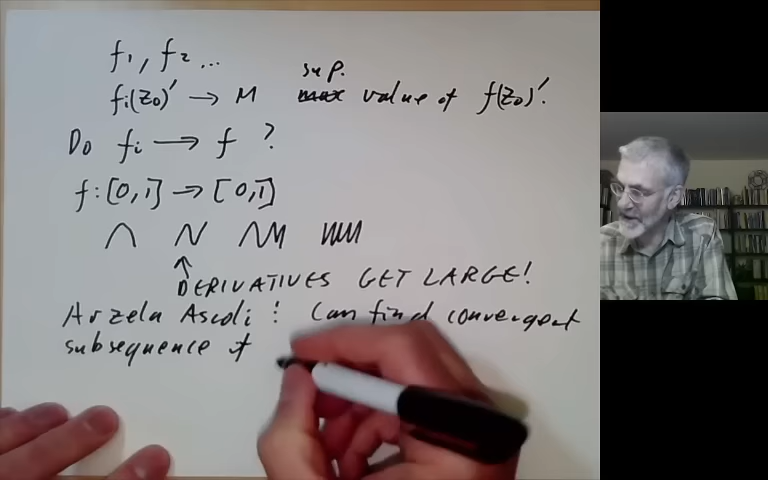 f₁, f₂ ...
sup.
fᵢ(z₀)' → M max value of f(z₀)'.
Do fᵢ → f ?
f: [0,1] → [0,1]
↑
DERIVATIVES GET LARGE!
Arzela Ascoli : Can find convergent
subsequence if